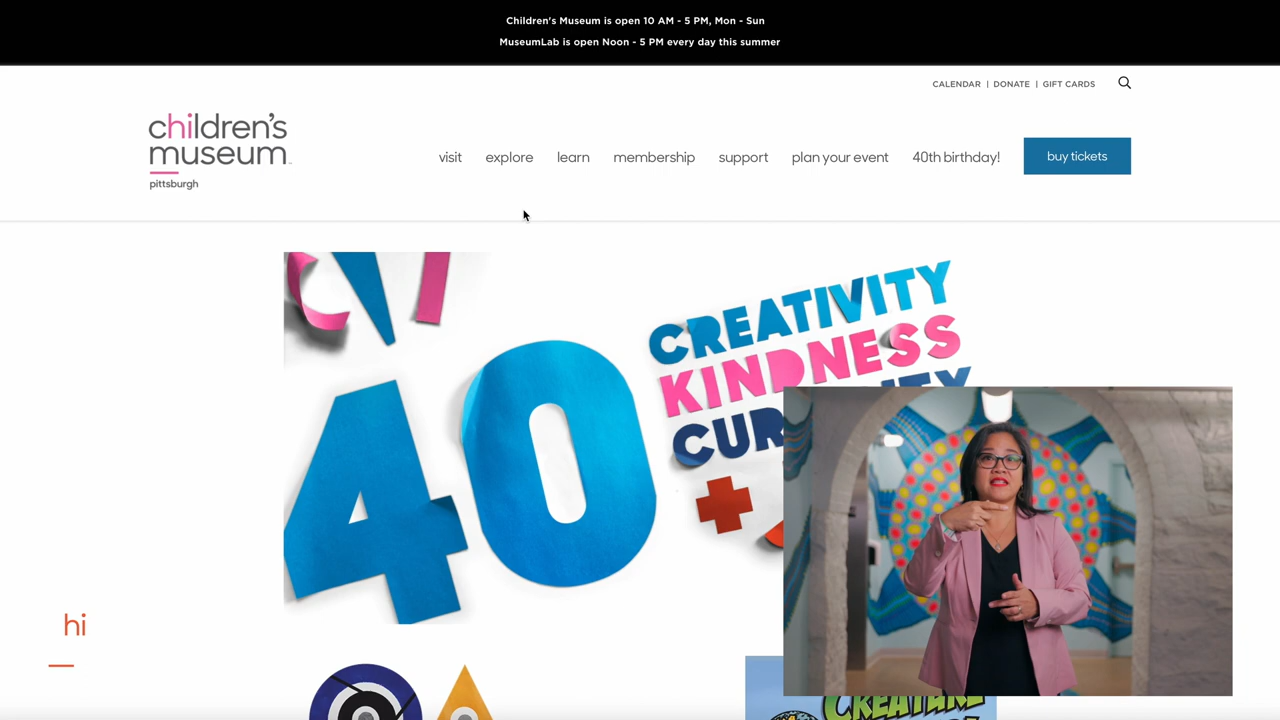 Children's Museum is open 10 AM - 5 PM, Mon - Sun
MuseumLab is open Noon - 5 PM every day this summer
CALENDAR | DONATE | GIFT CARDS
children's
museum
pittsburgh
visit
explore
learn
membership
support
plan your event
40th birthday!
buy tickets
40
CREATIVITY
KINDNESS
hi
CREATURE